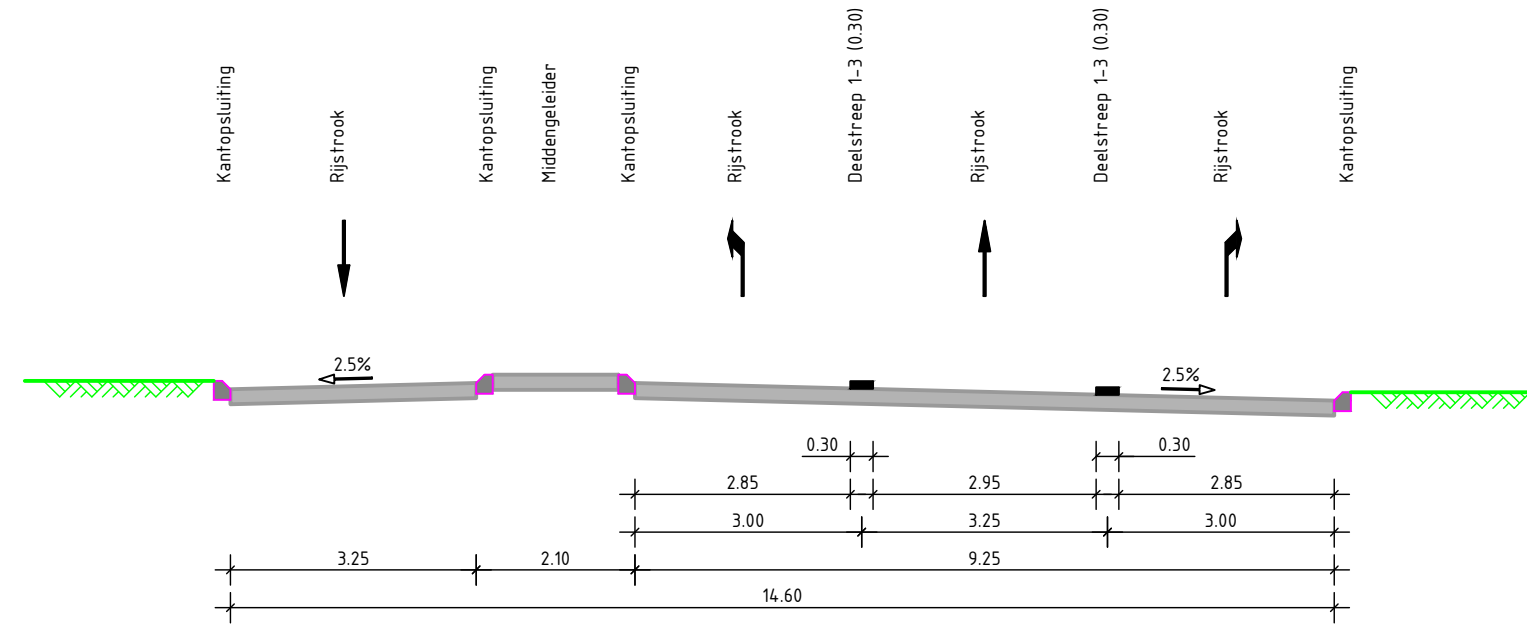 Kantopsluiting
Rijstrook
Kantopsluiting
Middengeleider
Kantopsluiting
Rijstrook
Deelstreep 1-3 (0.30)
Rijstrook
Deelstreep 1-3 (0.30)
Rijstrook
Kantopsluiting
2.5%
2.5%
0.30
0.30
2.85
2.95
2.85
3.00
3.25
3.00
3.25
2.10
9.25
14.60